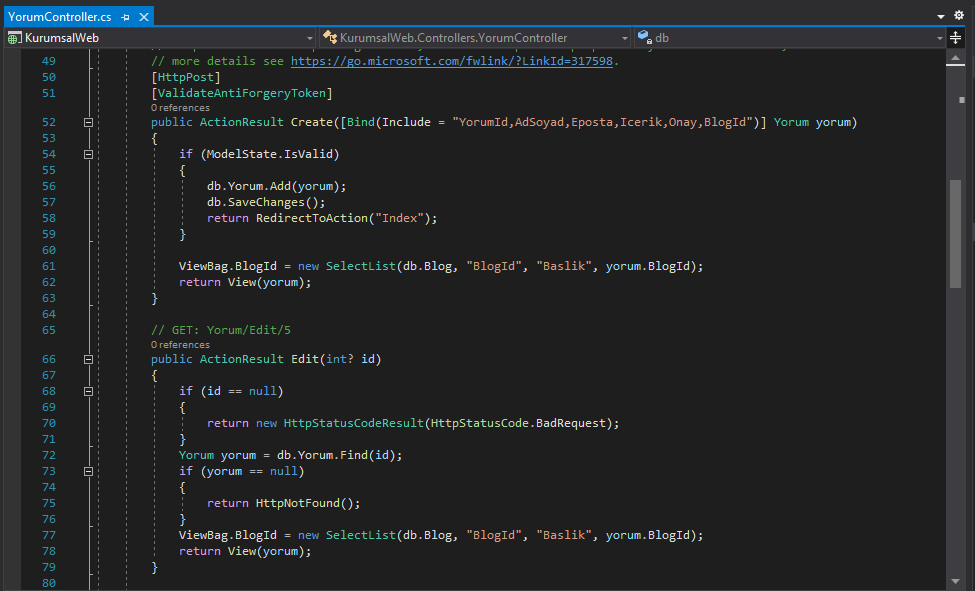 YorumController.cs
KurumsalWeb KurumsalWeb.Controllers.YorumController db
49 // more details see https://go.microsoft.com/fwlink/?LinkId=317598.
50 [HttpPost]
51 [ValidateAntiForgeryToken]
0 references
52 public ActionResult Create([Bind(Include = "YorumId,AdSoyad,Eposta,Icerik,Onay,BlogId")] Yorum yorum)
53 {
54 if (ModelState.IsValid)
55 {
56 db.Yorum.Add(yorum);
57 db.SaveChanges();
58 return RedirectToAction("Index");
59 }
60
61 ViewBag.BlogId = new SelectList(db.Blog, "BlogId", "Baslik", yorum.BlogId);
62 return View(yorum);
63 }
64
65 // GET: Yorum/Edit/5
0 references
66 public ActionResult Edit(int? id)
67 {
68 if (id == null)
69 {
70 return new HttpStatusCodeResult(HttpStatusCode.BadRequest);
71 }
72 Yorum yorum = db.Yorum.Find(id);
73 if (yorum == null)
74 {
75 return HttpNotFound();
76 }
77 ViewBag.BlogId = new SelectList(db.Blog, "BlogId", "Baslik", yorum.BlogId);
78 return View(yorum);
79 }
80